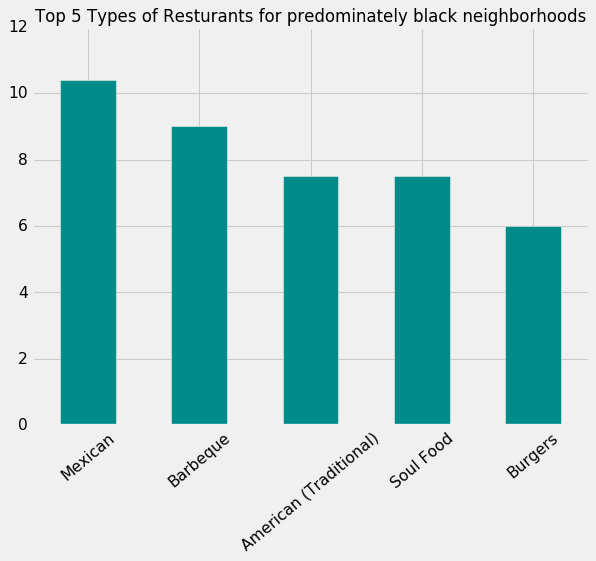 Top 5 Types of Resturants for predominately black neighborhoods
12
10
8
6
4
2
0
Mexican
Barbeque
American (Traditional)
Soul Food
Burgers